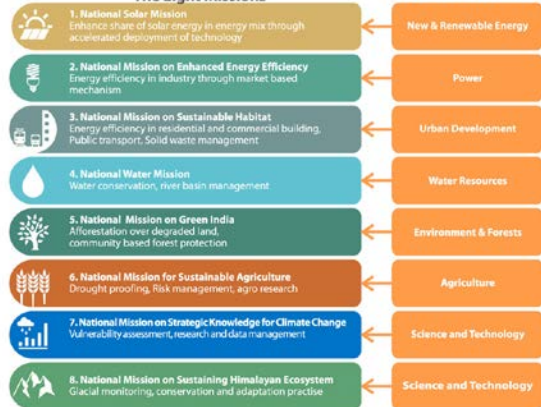 The Eight Missions
1. National Solar Mission
Enhance share of solar energy in energy mix through
accelerated deployment of technology
New & Renewable Energy
2. National Mission on Enhanced Energy Efficiency
Energy efficiency in industry through market based
mechanism
Power
3. National Mission on Sustainable Habitat
Energy efficiency in residential and commercial building,
Public transport, Solid waste management
Urban Development
4. National Water Mission
Water conservation, river basin management
Water Resources
5. National Mission on Green India
Afforestation over degraded land,
community based forest protection
Environment & Forests
6. National Mission for Sustainable Agriculture
Drought proofing, Risk management, agro research
Agriculture
7. National Mission on Strategic Knowledge for Climate Change
Vulnerability assessment, research and data management
Science and Technology
8. National Mission on Sustaining Himalayan Ecosystem
Glacial monitoring, conservation and adaptation practise
Science and Technology